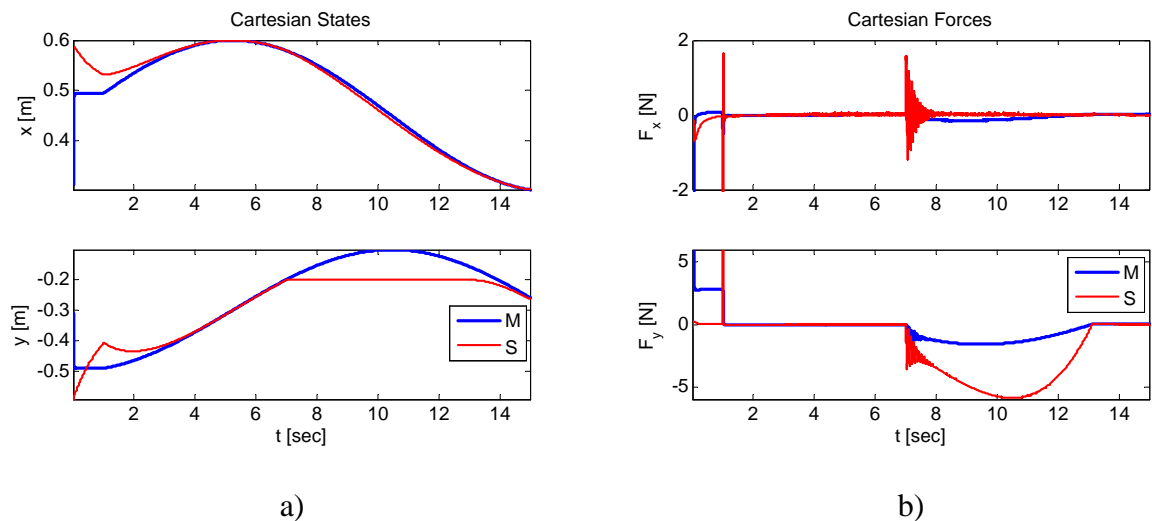 Cartesian States
0.6
0.5
0.4
x [m]
2 4 6 8 10 12 14
-0.2
-0.3
-0.4
-0.5
y [m]
M
S
2 4 6 8 10 12 14
t [sec]
a)
Cartesian Forces
2
0
-2
F_x [N]
2 4 6 8 10 12 14
5
0
-5
F_y [N]
M
S
2 4 6 8 10 12 14
t [sec]
b)